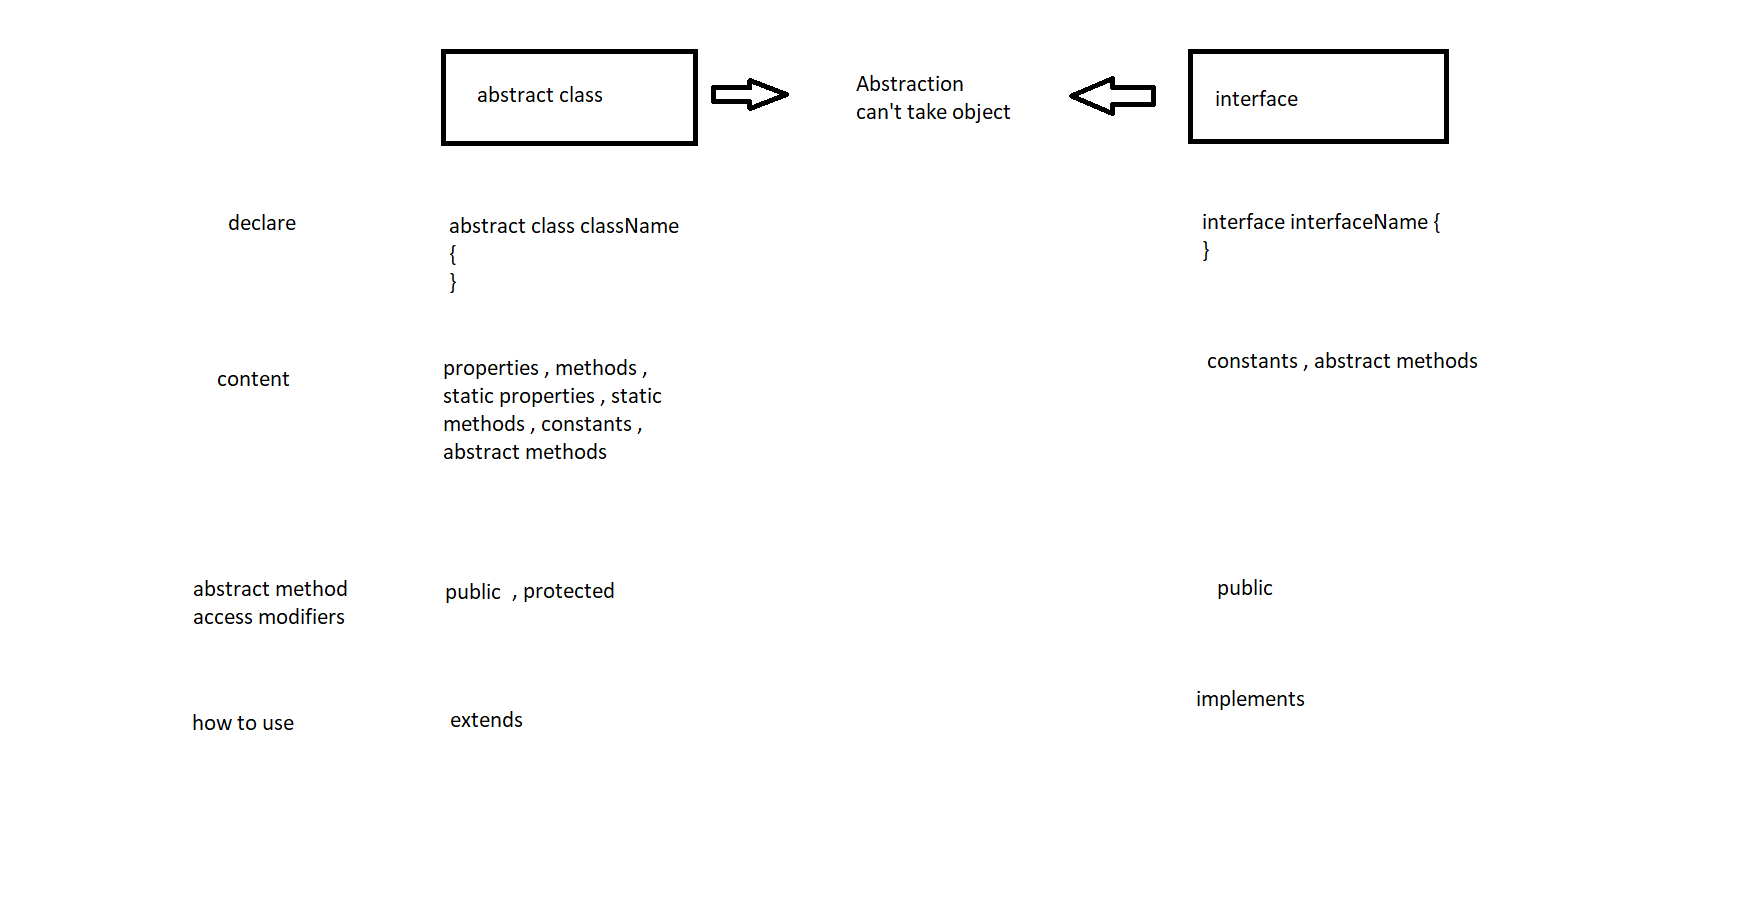 abstract class
Abstraction
can't take object
interface
declare
abstract class className
{
}
interface interfaceName {
}
content
properties , methods ,
static properties , static
methods , constants ,
abstract methods
constants , abstract methods
abstract method
access modifiers
public , protected
public
how to use
extends
implements